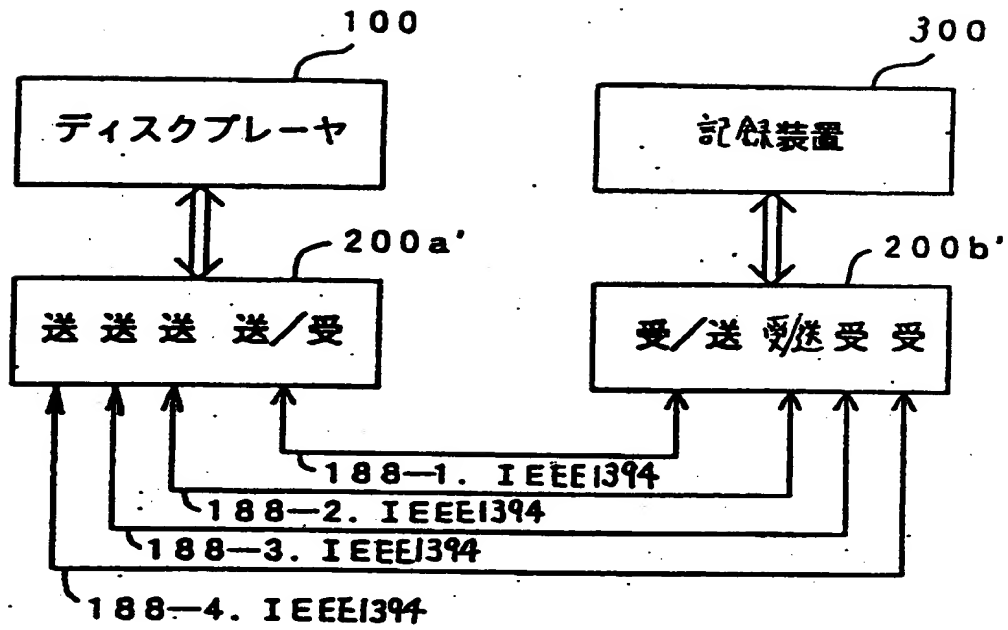 100
300
ディスクプレーヤ
記録装置
200a'
200b'
送 送 送 送/受
受/送 受/送 受 受
188-1. IEEE1394
188-2. IEEE1394
188-3. IEEE1394
188-4. IEEE1394